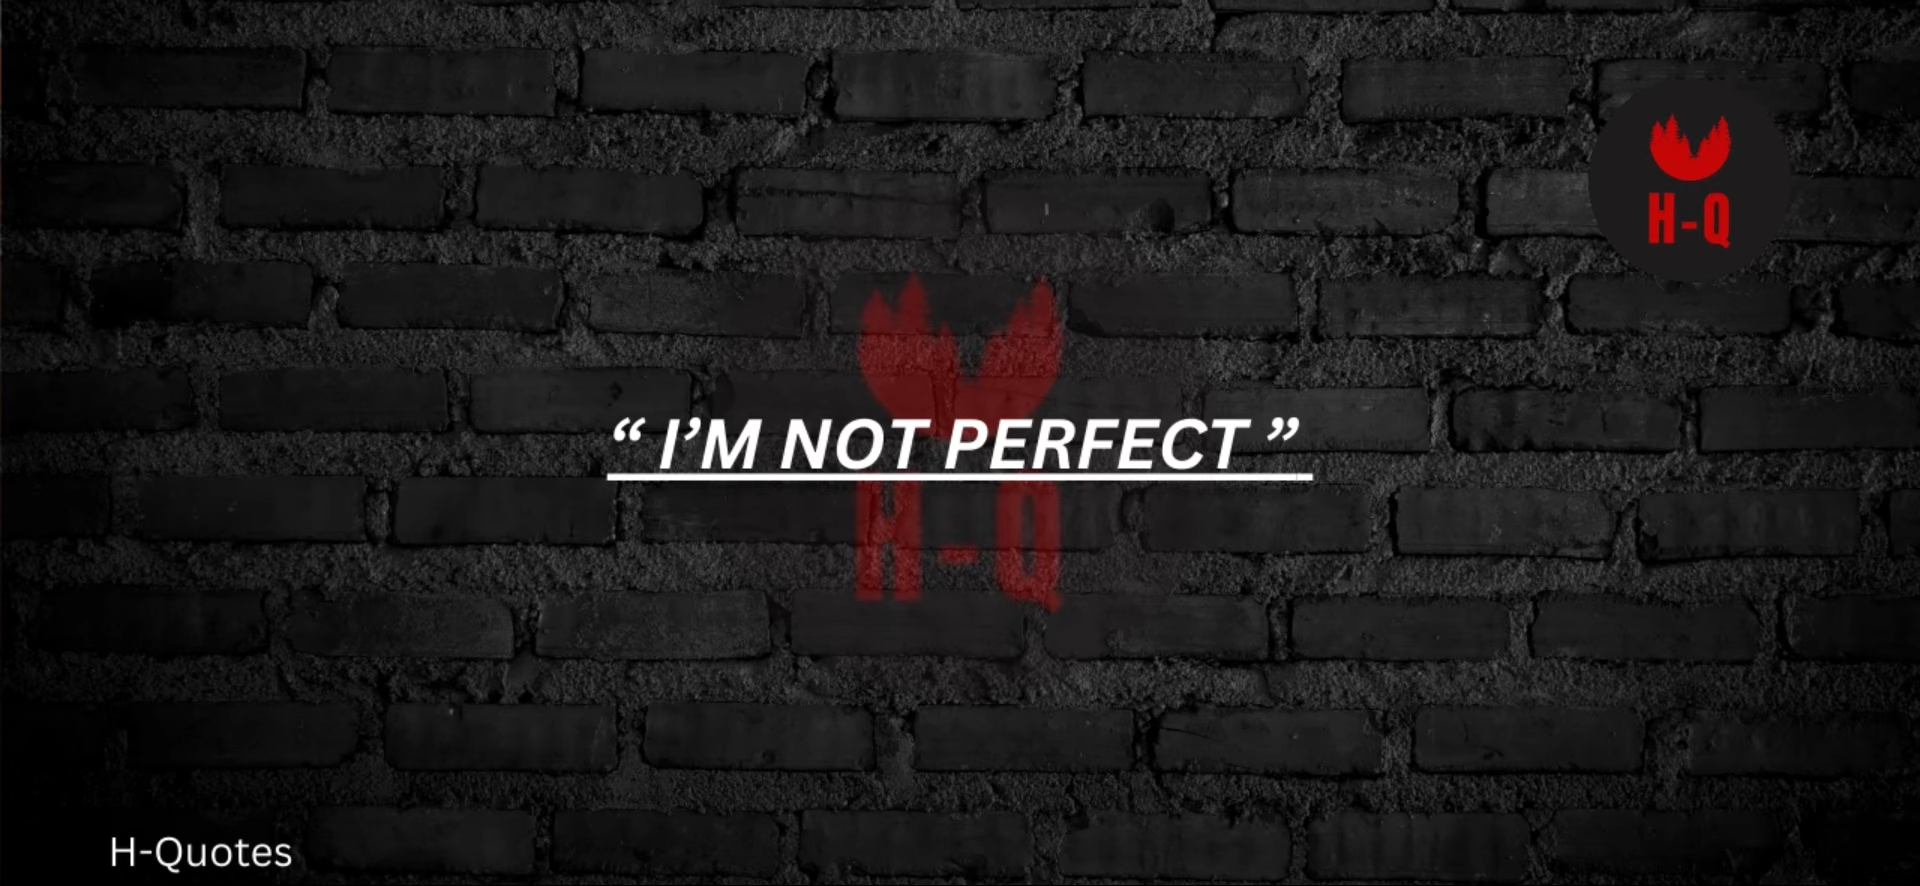 H-Q
“ I’M NOT PERFECT ”
H-Q
H-Quotes